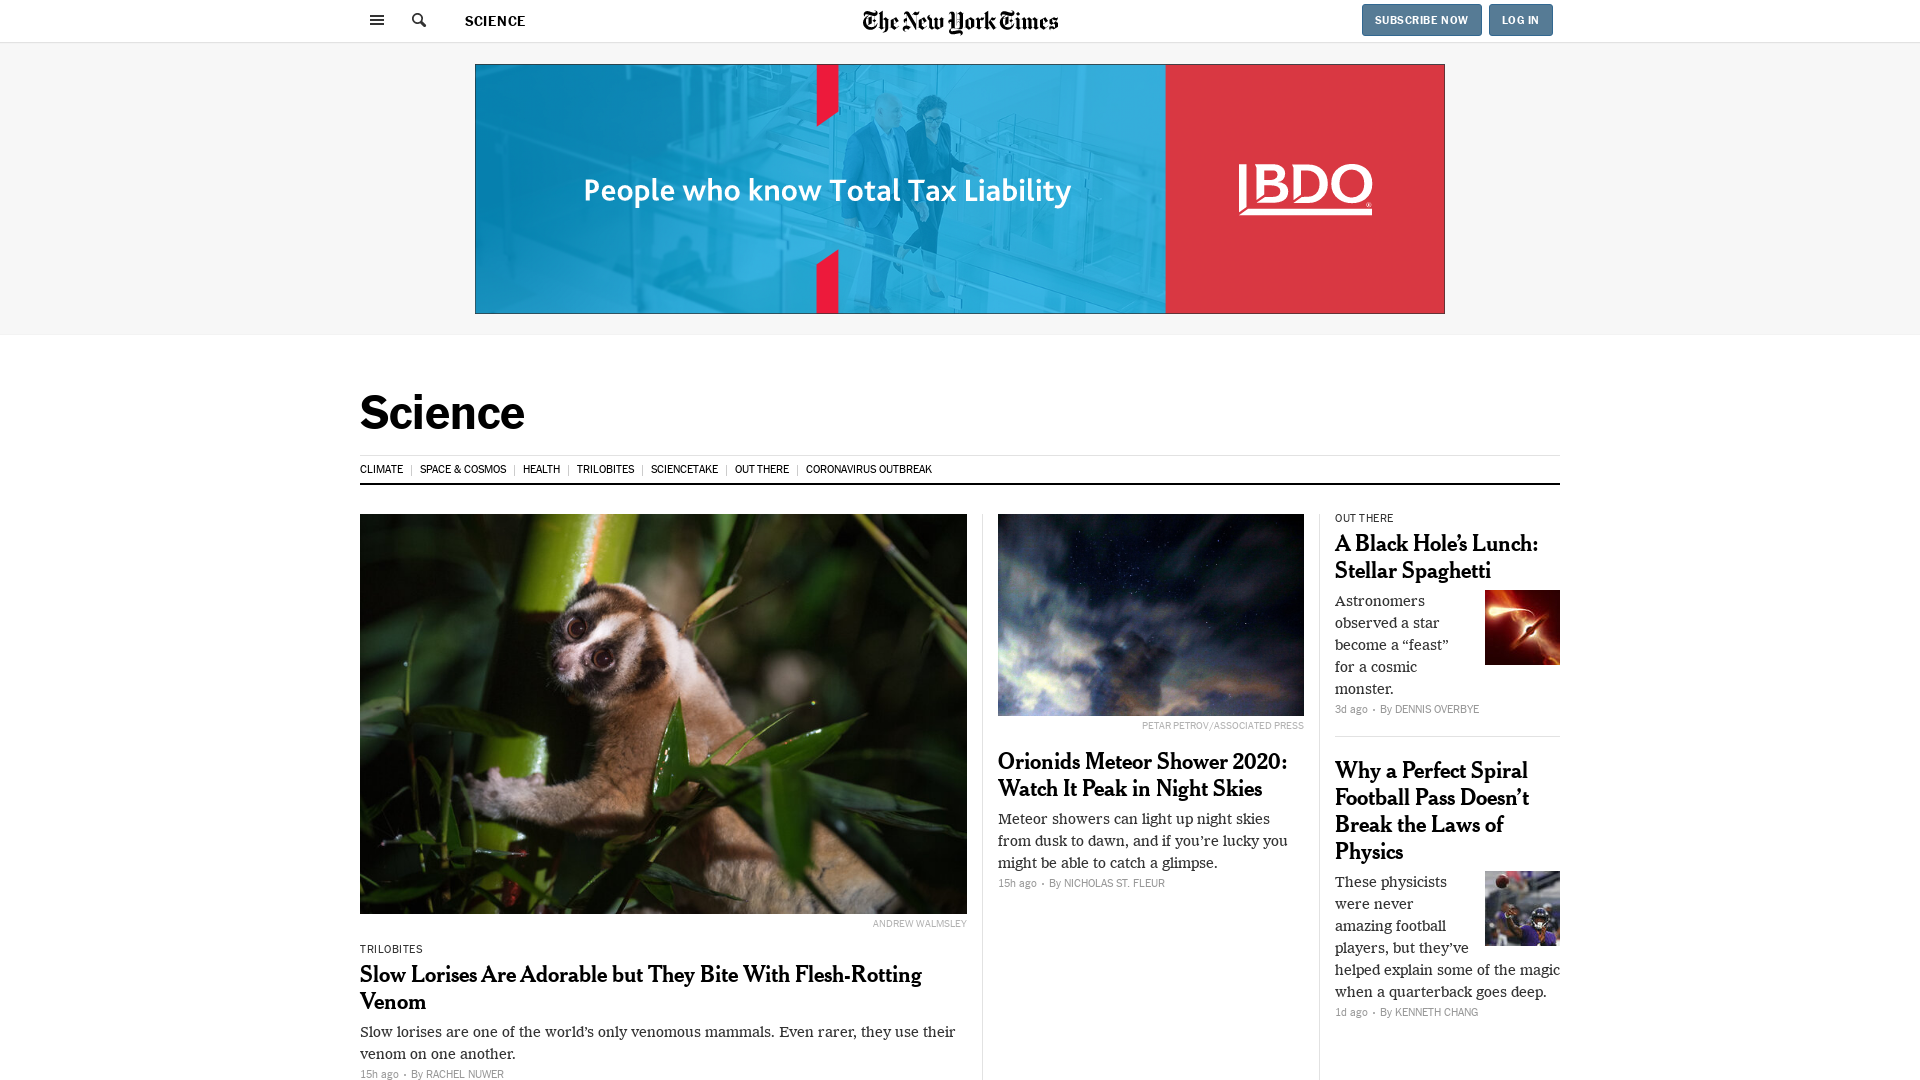 SCIENCE
The New York Times
SUBSCRIBE NOW
LOG IN
People who know Total Tax Liability
BDO
®
Science
CLIMATE
SPACE & COSMOS
HEALTH
TRILOBITES
SCIENCETAKE
OUT THERE
CORONAVIRUS OUTBREAK
ANDREW WALMSLEY
TRILOBITES
Slow Lorises Are Adorable but They Bite With Flesh-Rotting
Venom
Slow lorises are one of the world’s only venomous mammals. Even rarer, they use their
venom on one another.
15h ago • By RACHEL NUWER
PETAR PETROV/ASSOCIATED PRESS
Orionids Meteor Shower 2020:
Watch It Peak in Night Skies
Meteor showers can light up night skies
from dusk to dawn, and if you’re lucky you
might be able to catch a glimpse.
15h ago • By NICHOLAS ST. FLEUR
OUT THERE
A Black Hole’s Lunch:
Stellar Spaghetti
Astronomers
observed a star
become a “feast”
for a cosmic
monster.
3d ago • By DENNIS OVERBYE
Why a Perfect Spiral
Football Pass Doesn’t
Break the Laws of
Physics
These physicists
were never
amazing football
players, but they’ve
helped explain some of the magic
when a quarterback goes deep.
1d ago • By KENNETH CHANG